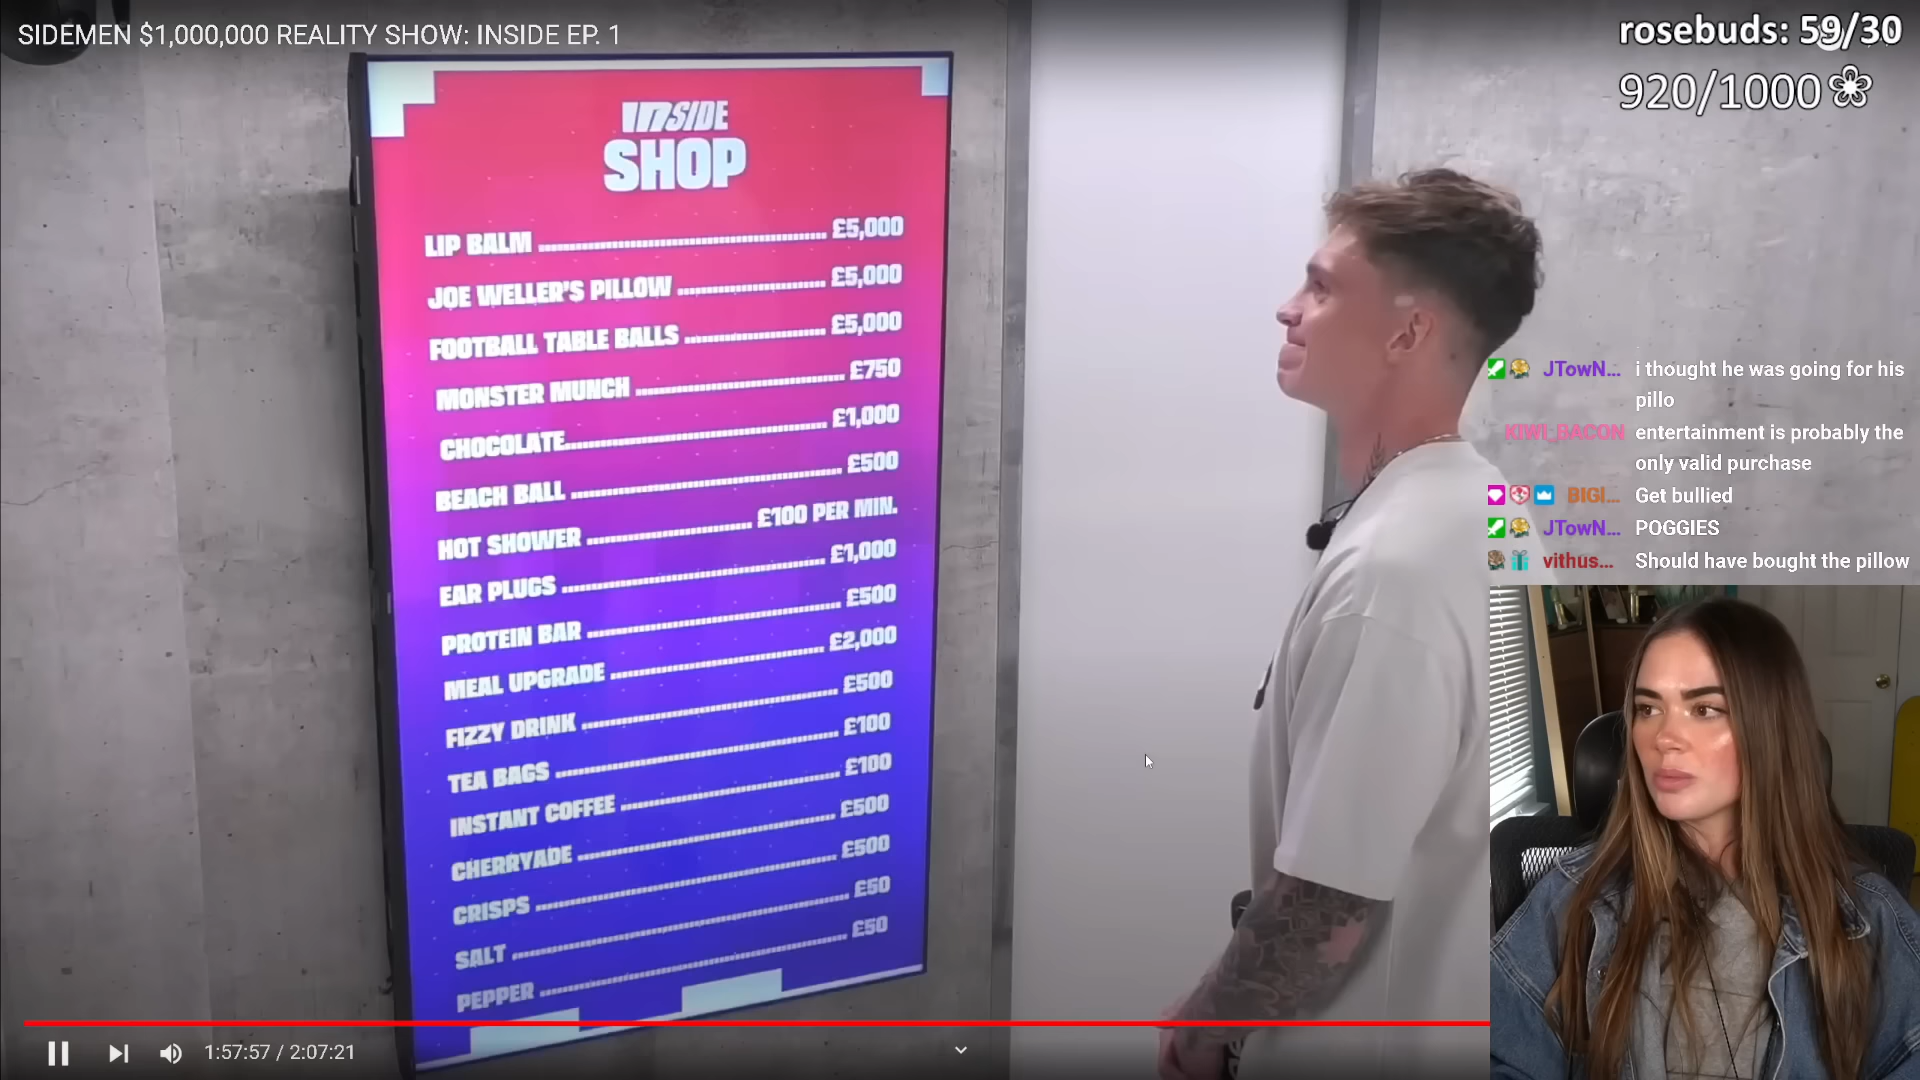 SIDEMEN $1,000,000 REALITY SHOW: INSIDE EP. 1
rosebuds: 59/30
920/1000
INSIDE
SHOP
LIP BALM ........ £5,000
JOE WELLER'S PILLOW ........ £5,000
FOOTBALL TABLE BALLS ........ £5,000
MONSTER MUNCH ........ £750
CHOCOLATE ........ £1,000
BEACH BALL ........ £500
HOT SHOWER ........ £100 PER MIN.
EAR PLUGS ........ £1,000
PROTEIN BAR ........ £500
MEAL UPGRADE ........ £2,000
FIZZY DRINK ........ £500
TEA BAGS ........ £100
INSTANT COFFEE ........ £100
CHERRYADE ........ £500
CRISPS ........ £500
SALT ........ £50
PEPPER ........ £50
JTowN... i thought he was going for his
pillo
KIWI_BACON entertainment is probably the
only valid purchase
BIGI... Get bullied
JTowN... POGGIES
vithus... Should have bought the pillow
1:57:57 / 2:07:21